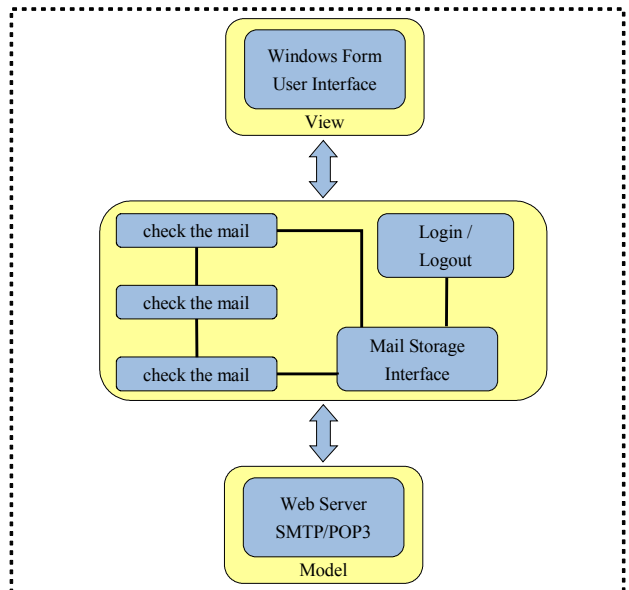 Windows Form
User Interface
View
check the mail
Login /
Logout
check the mail
Mail Storage
Interface
check the mail
Web Server
SMTP/POP3
Model